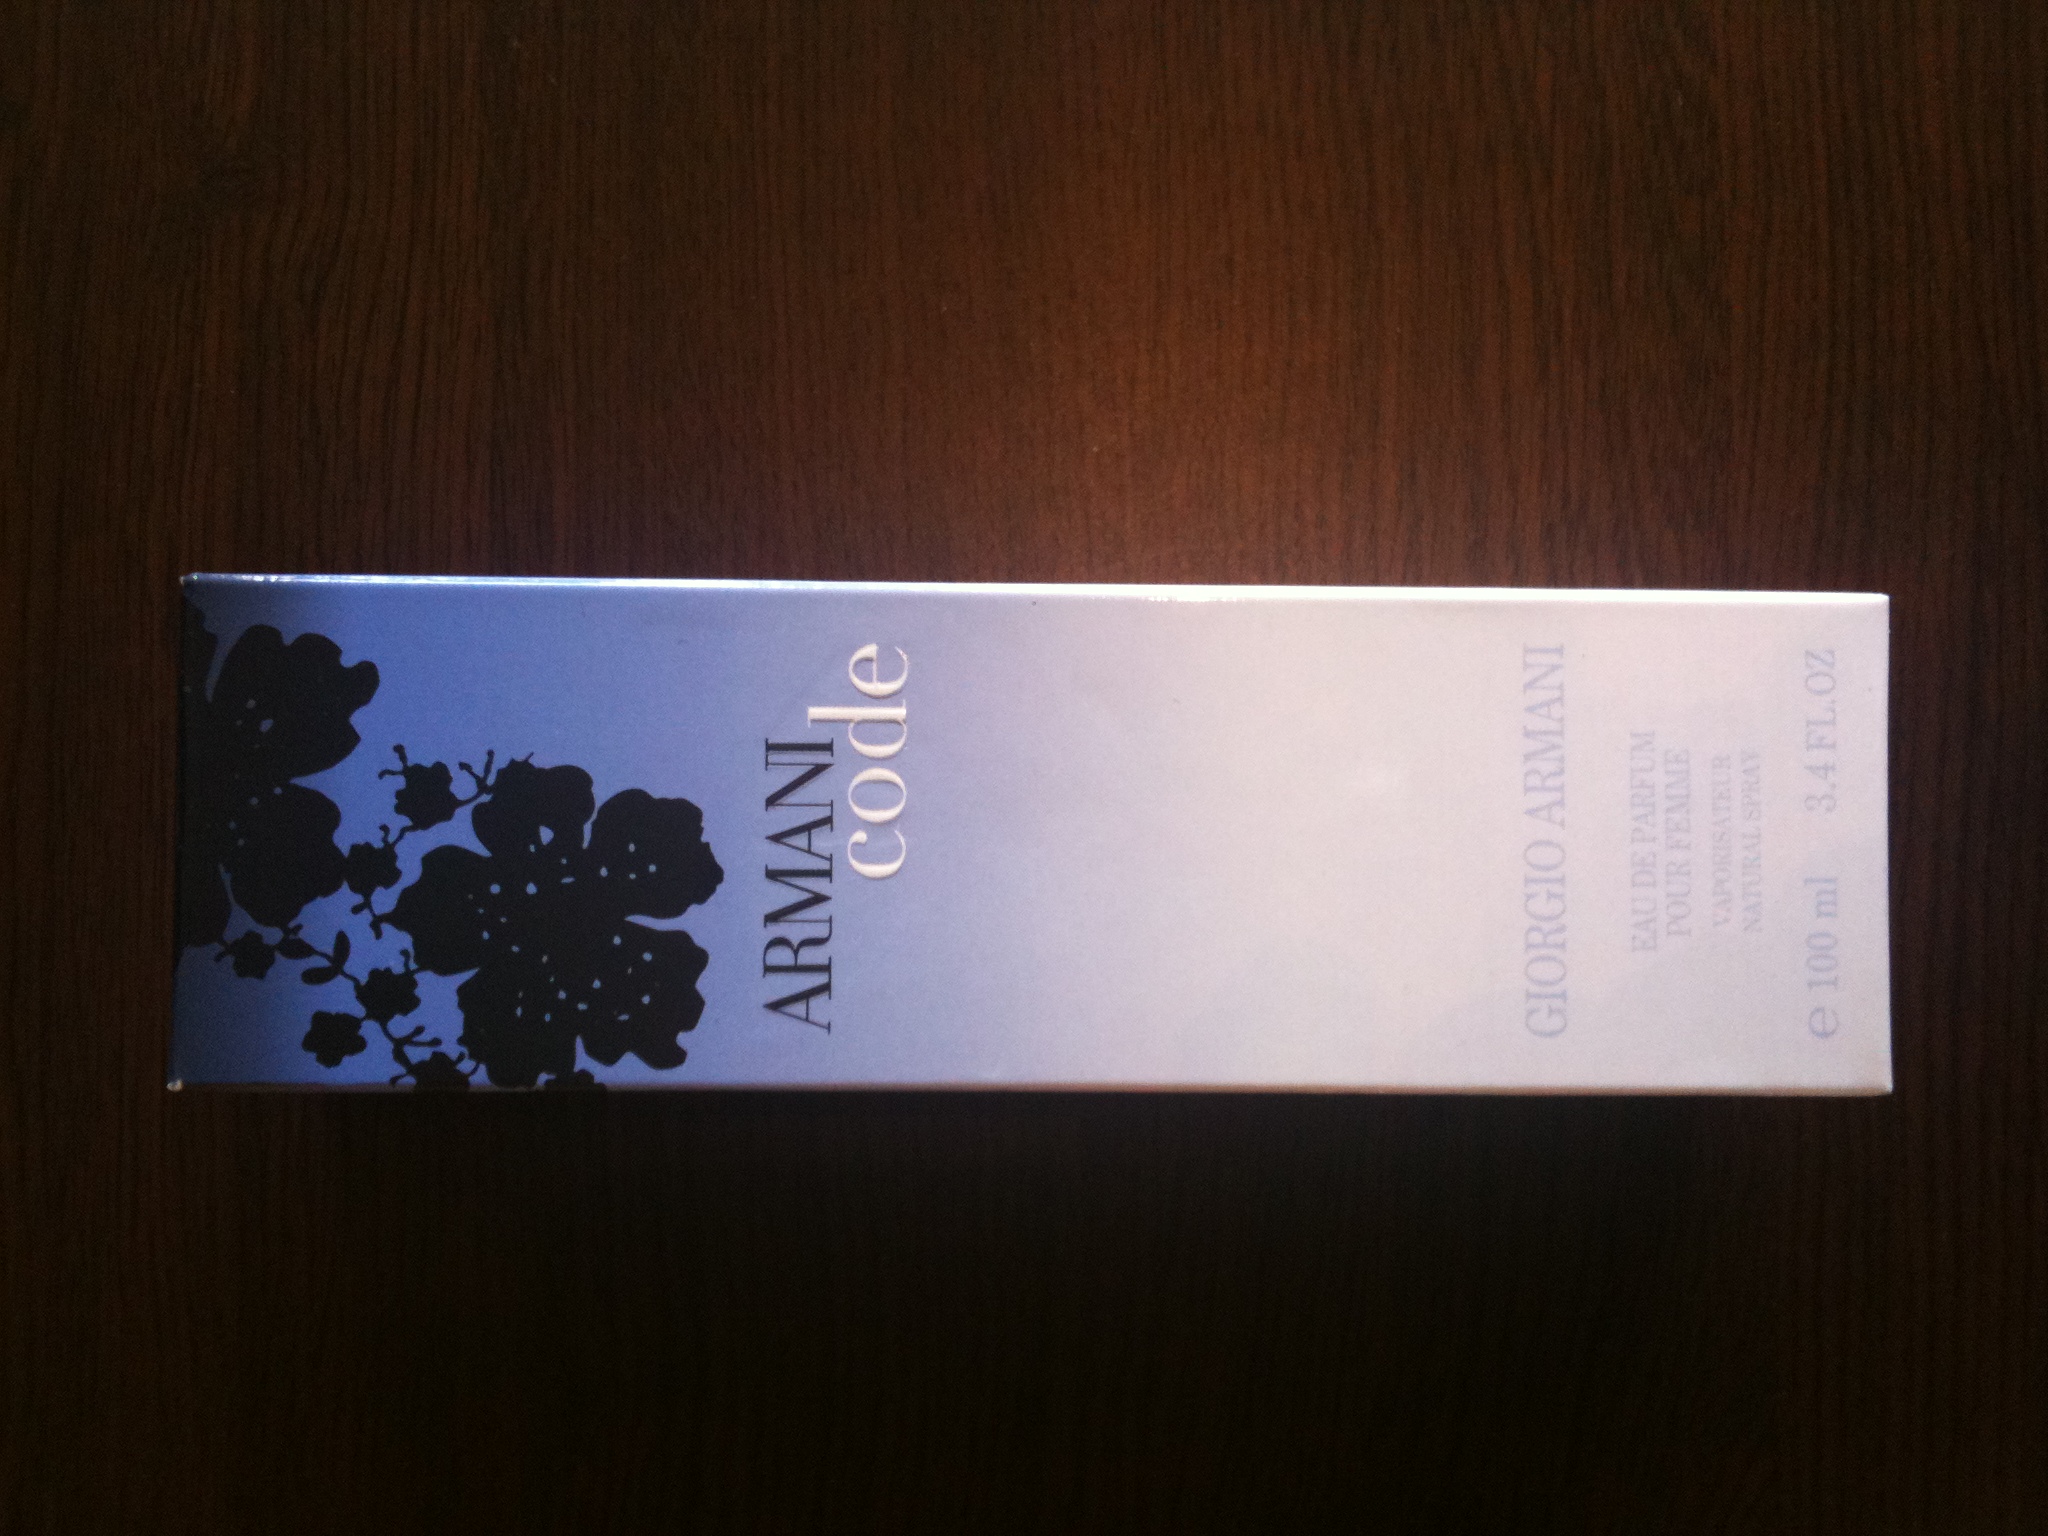 ARMANI
code
GIORGIO ARMANI
EAU DE PARFUM
POUR FEMME
VAPORISATEUR
NATURAL SPRAY
e 100 ml 3.4 FL.OZ